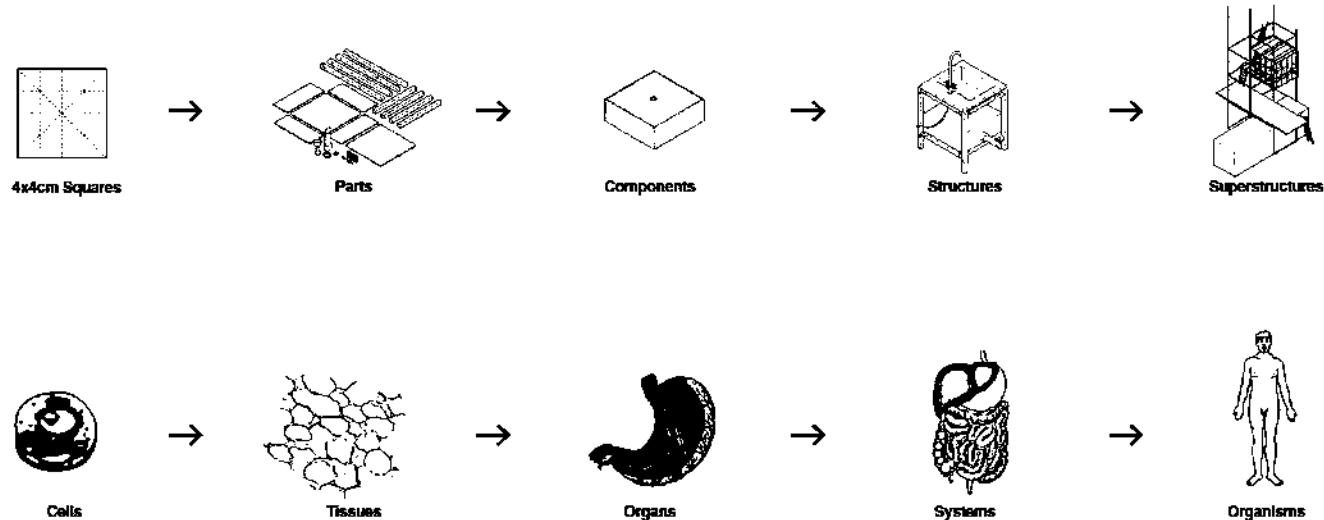 4x4cm Squares
Parts
Components
Structures
Superstructures
Cells
Tissues
Organs
Systems
Organisms